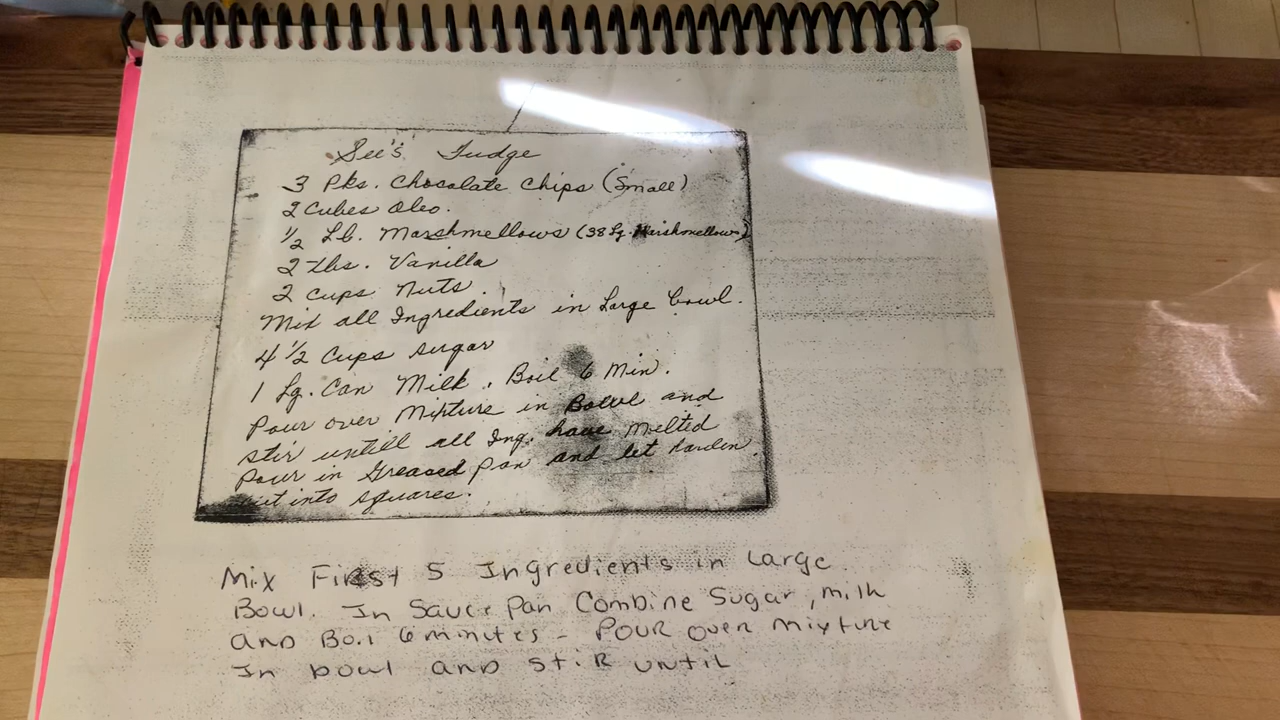 See's Fudge
3 Pks. Chocolate Chips (Small)
2 Cubes Oleo.
1/2 Lb. Marshmellows (38 Lg. Marshmellows)
2 Tbs. Vanilla
2 Cups Nuts.
Mix all Ingredients in Large Bowl.
4 1/2 Cups Sugar
1 Lg. Can Milk. Boil 6 Min.
Pour over Mixture in Bowl and
stir untill all Ing. have Melted
Pour in Greased pan and let harden.
into squares.
Mix First 5 Ingredients in Large
Bowl. In Sauce Pan Combine Sugar, milk
AND Boil 6 minutes - Pour over mixture
In bowl and stir until